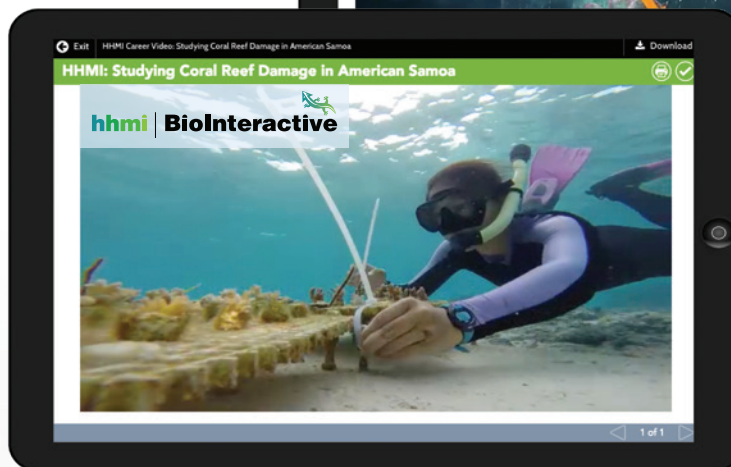 Exit HHMI Career Video: Studying Coral Reef Damage in American Samoa Download
HHMI: Studying Coral Reef Damage in American Samoa
hhmi BioInteractive
1 of 1